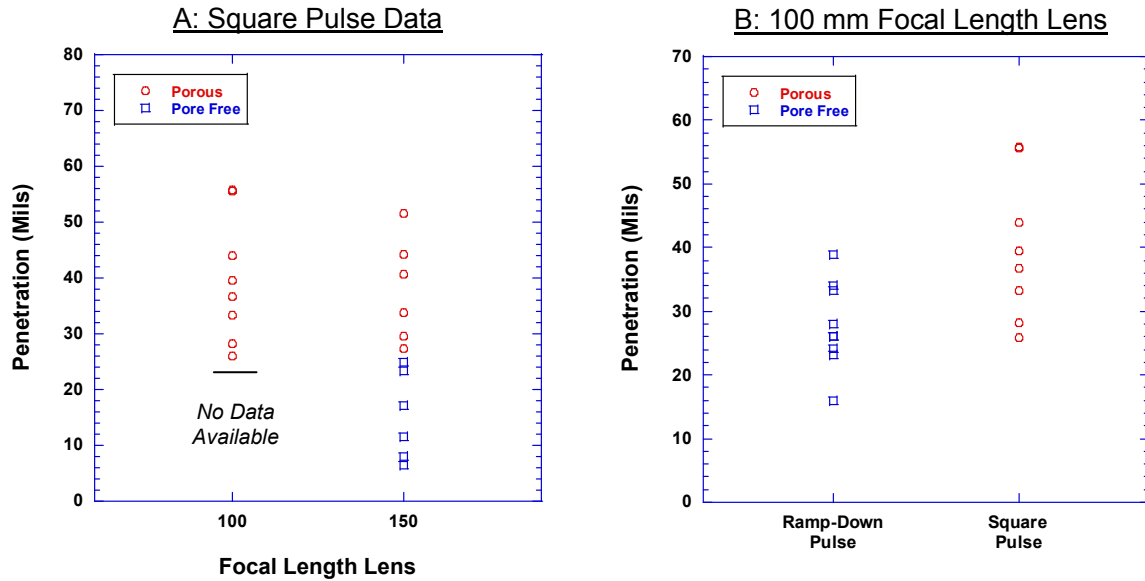 A: Square Pulse Data
80
70
60
50
40
30
20
10
0
Penetration (Mils)
Porous
Pore Free
No Data
Available
100
150
Focal Length Lens
B: 100 mm Focal Length Lens
70
60
50
40
30
20
10
0
Penetration (Mils)
Porous
Pore Free
Ramp-Down
Pulse
Square
Pulse